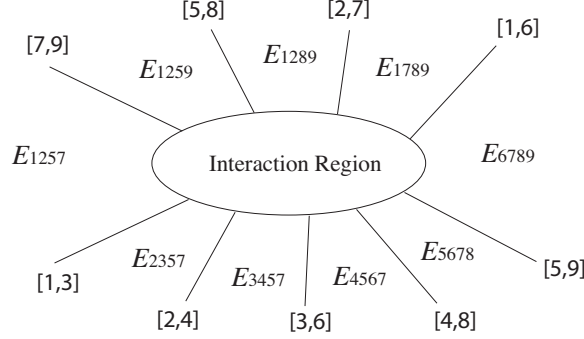 [5,8] [2,7] [1,6]
[7,9] E1259 E1289 E1789
E1257 Interaction Region E6789
[1,3] E2357 E3457 E4567 E5678 [5,9]
[2,4] [3,6] [4,8]